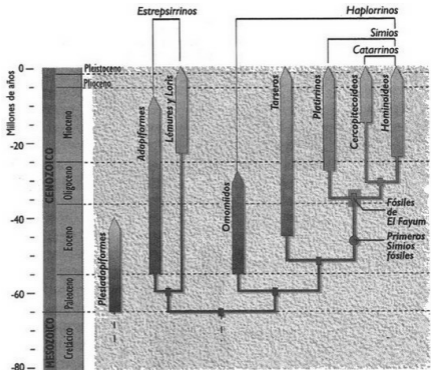 Estrepsirrinos
Haplorrinos
Simios
Catarrinos
Millones de años
0
-20
-40
-60
-80
CENOZOICO
MESOZOICO
Pleistoceno
Plioceno
Mioceno
Oligoceno
Eoceno
Paleoceno
Cretácico
Plesiadapiformes
Adapiformes
Lémures y Loris
Omomidos
Tarseros
Platirrinos
Cercopitecoideos
Hominoideos
Fósiles
de
El Fayum
Primeros
Simios
fósiles